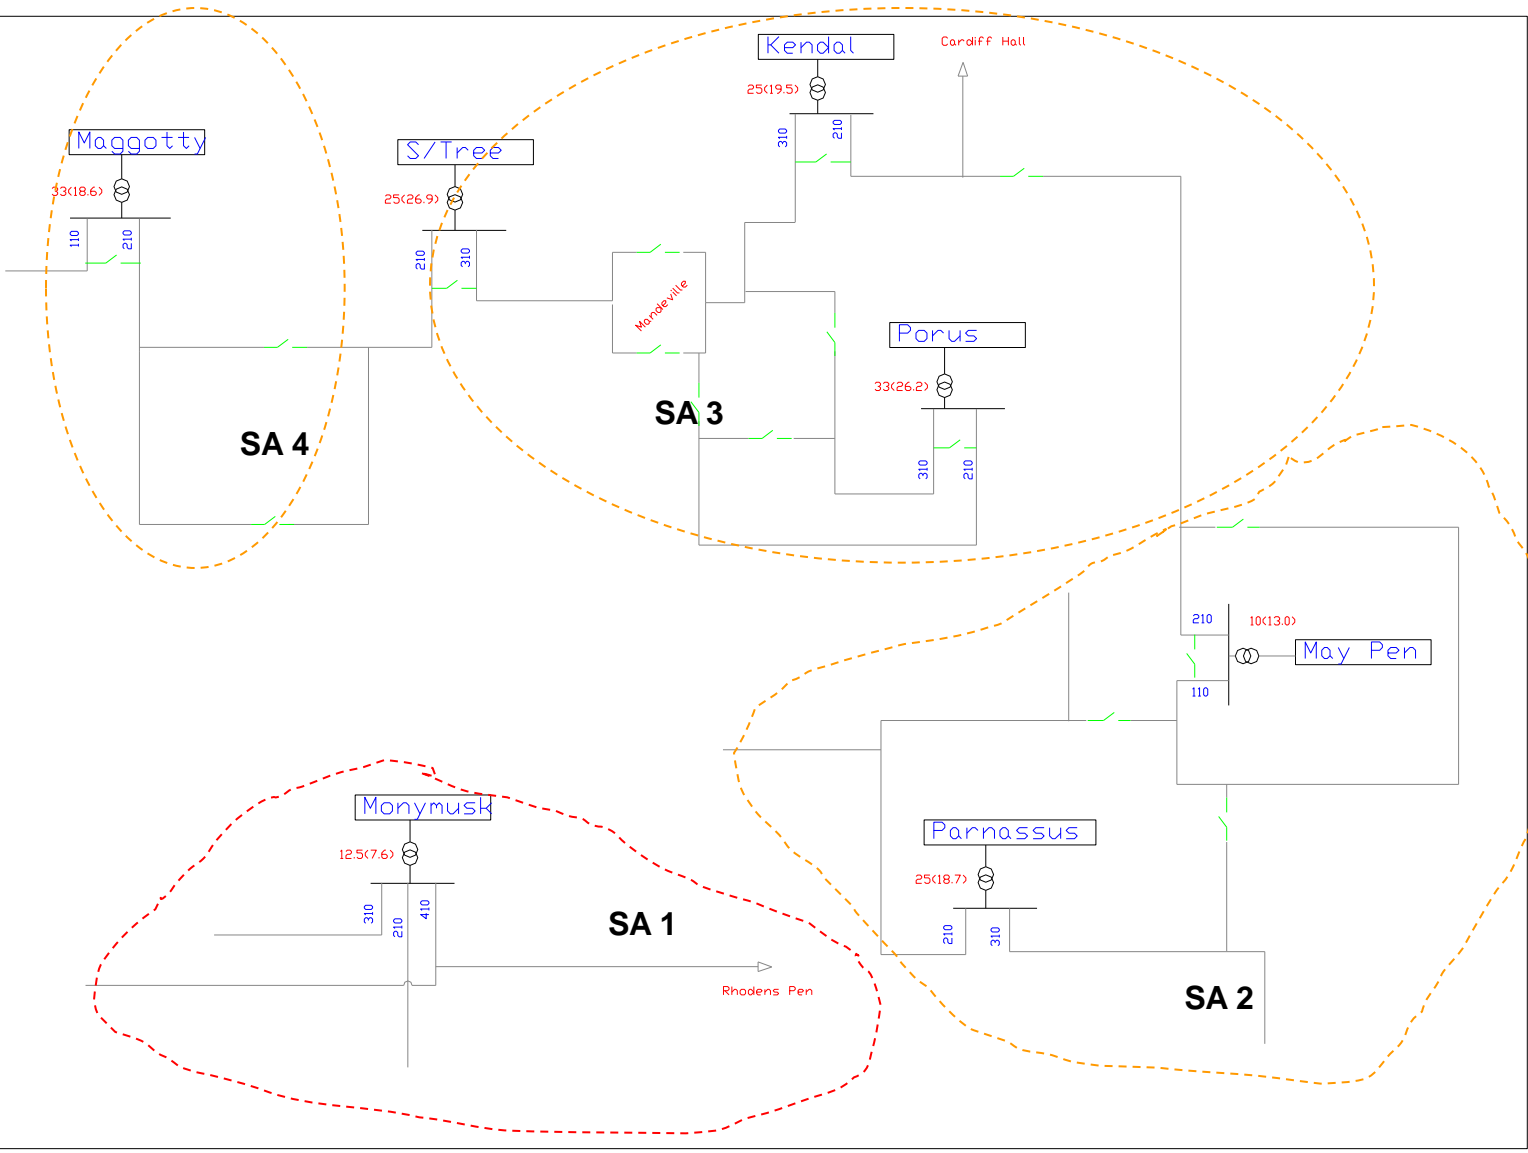 Kendal
Cardiff Hall
25(19.5)
310
210
Maggotty
33(18.6)
110
210
S/Tree
25(26.9)
210
310
Mandeville
Porus
33(26.2)
310
210
SA 3
SA 4
210
10(13.0)
May Pen
110
Monymusk
12.5(7.6)
310
210
410
SA 1
Rhodens Pen
Parnassus
25(18.7)
210
310
SA 2